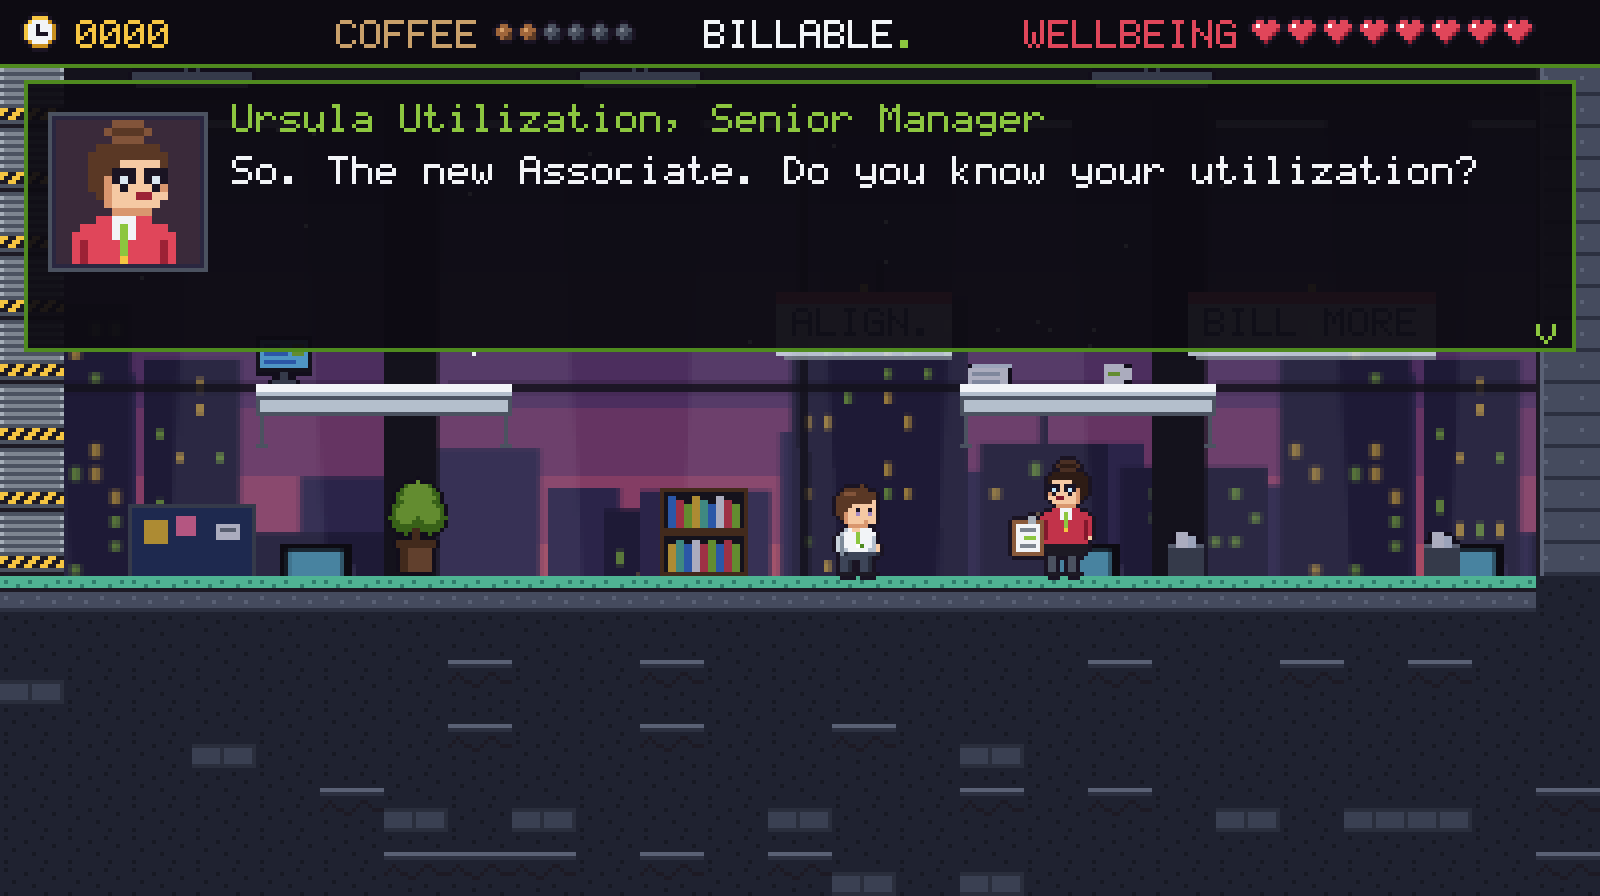 0000 COFFEE BILLABLE. WELLBEING
Ursula Utilization, Senior Manager
So. The new Associate. Do you know your utilization?
ALIGN. BILL MORE
V